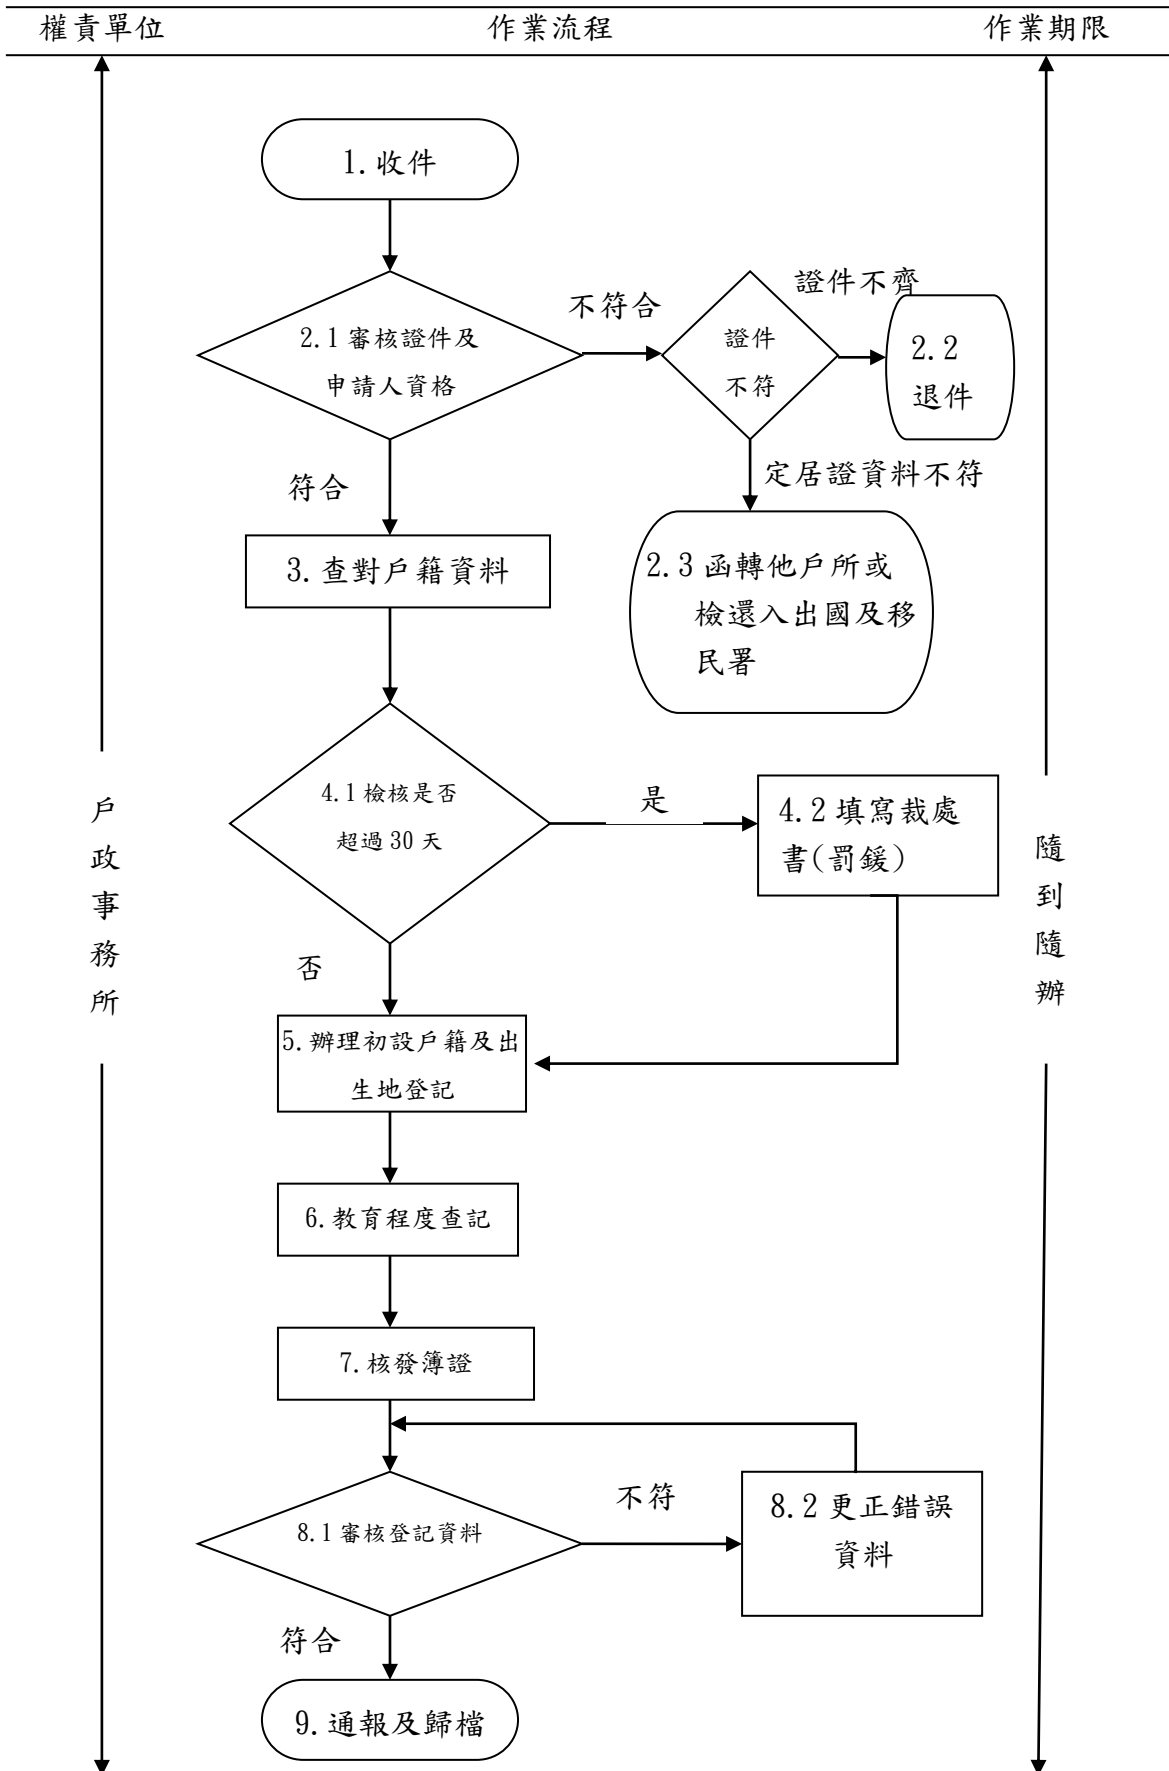 權責單位 作業流程 作業期限
1.收件
2.1審核證件及
申請人資格
不符合
證件
不符
證件不齊
2.2
退件
定居證資料不符
2.3函轉他戶所或
檢還入出國及移
民署
符合
3.查對戶籍資料
4.1檢核是否
超過30天
是
4.2填寫裁處
書(罰鍰)
否
戶政事務所
隨到隨辦
5.辦理初設戶籍及出
生地登記
6.教育程度查記
7.核發簿證
8.1審核登記資料
不符
8.2更正錯誤
資料
符合
9.通報及歸檔